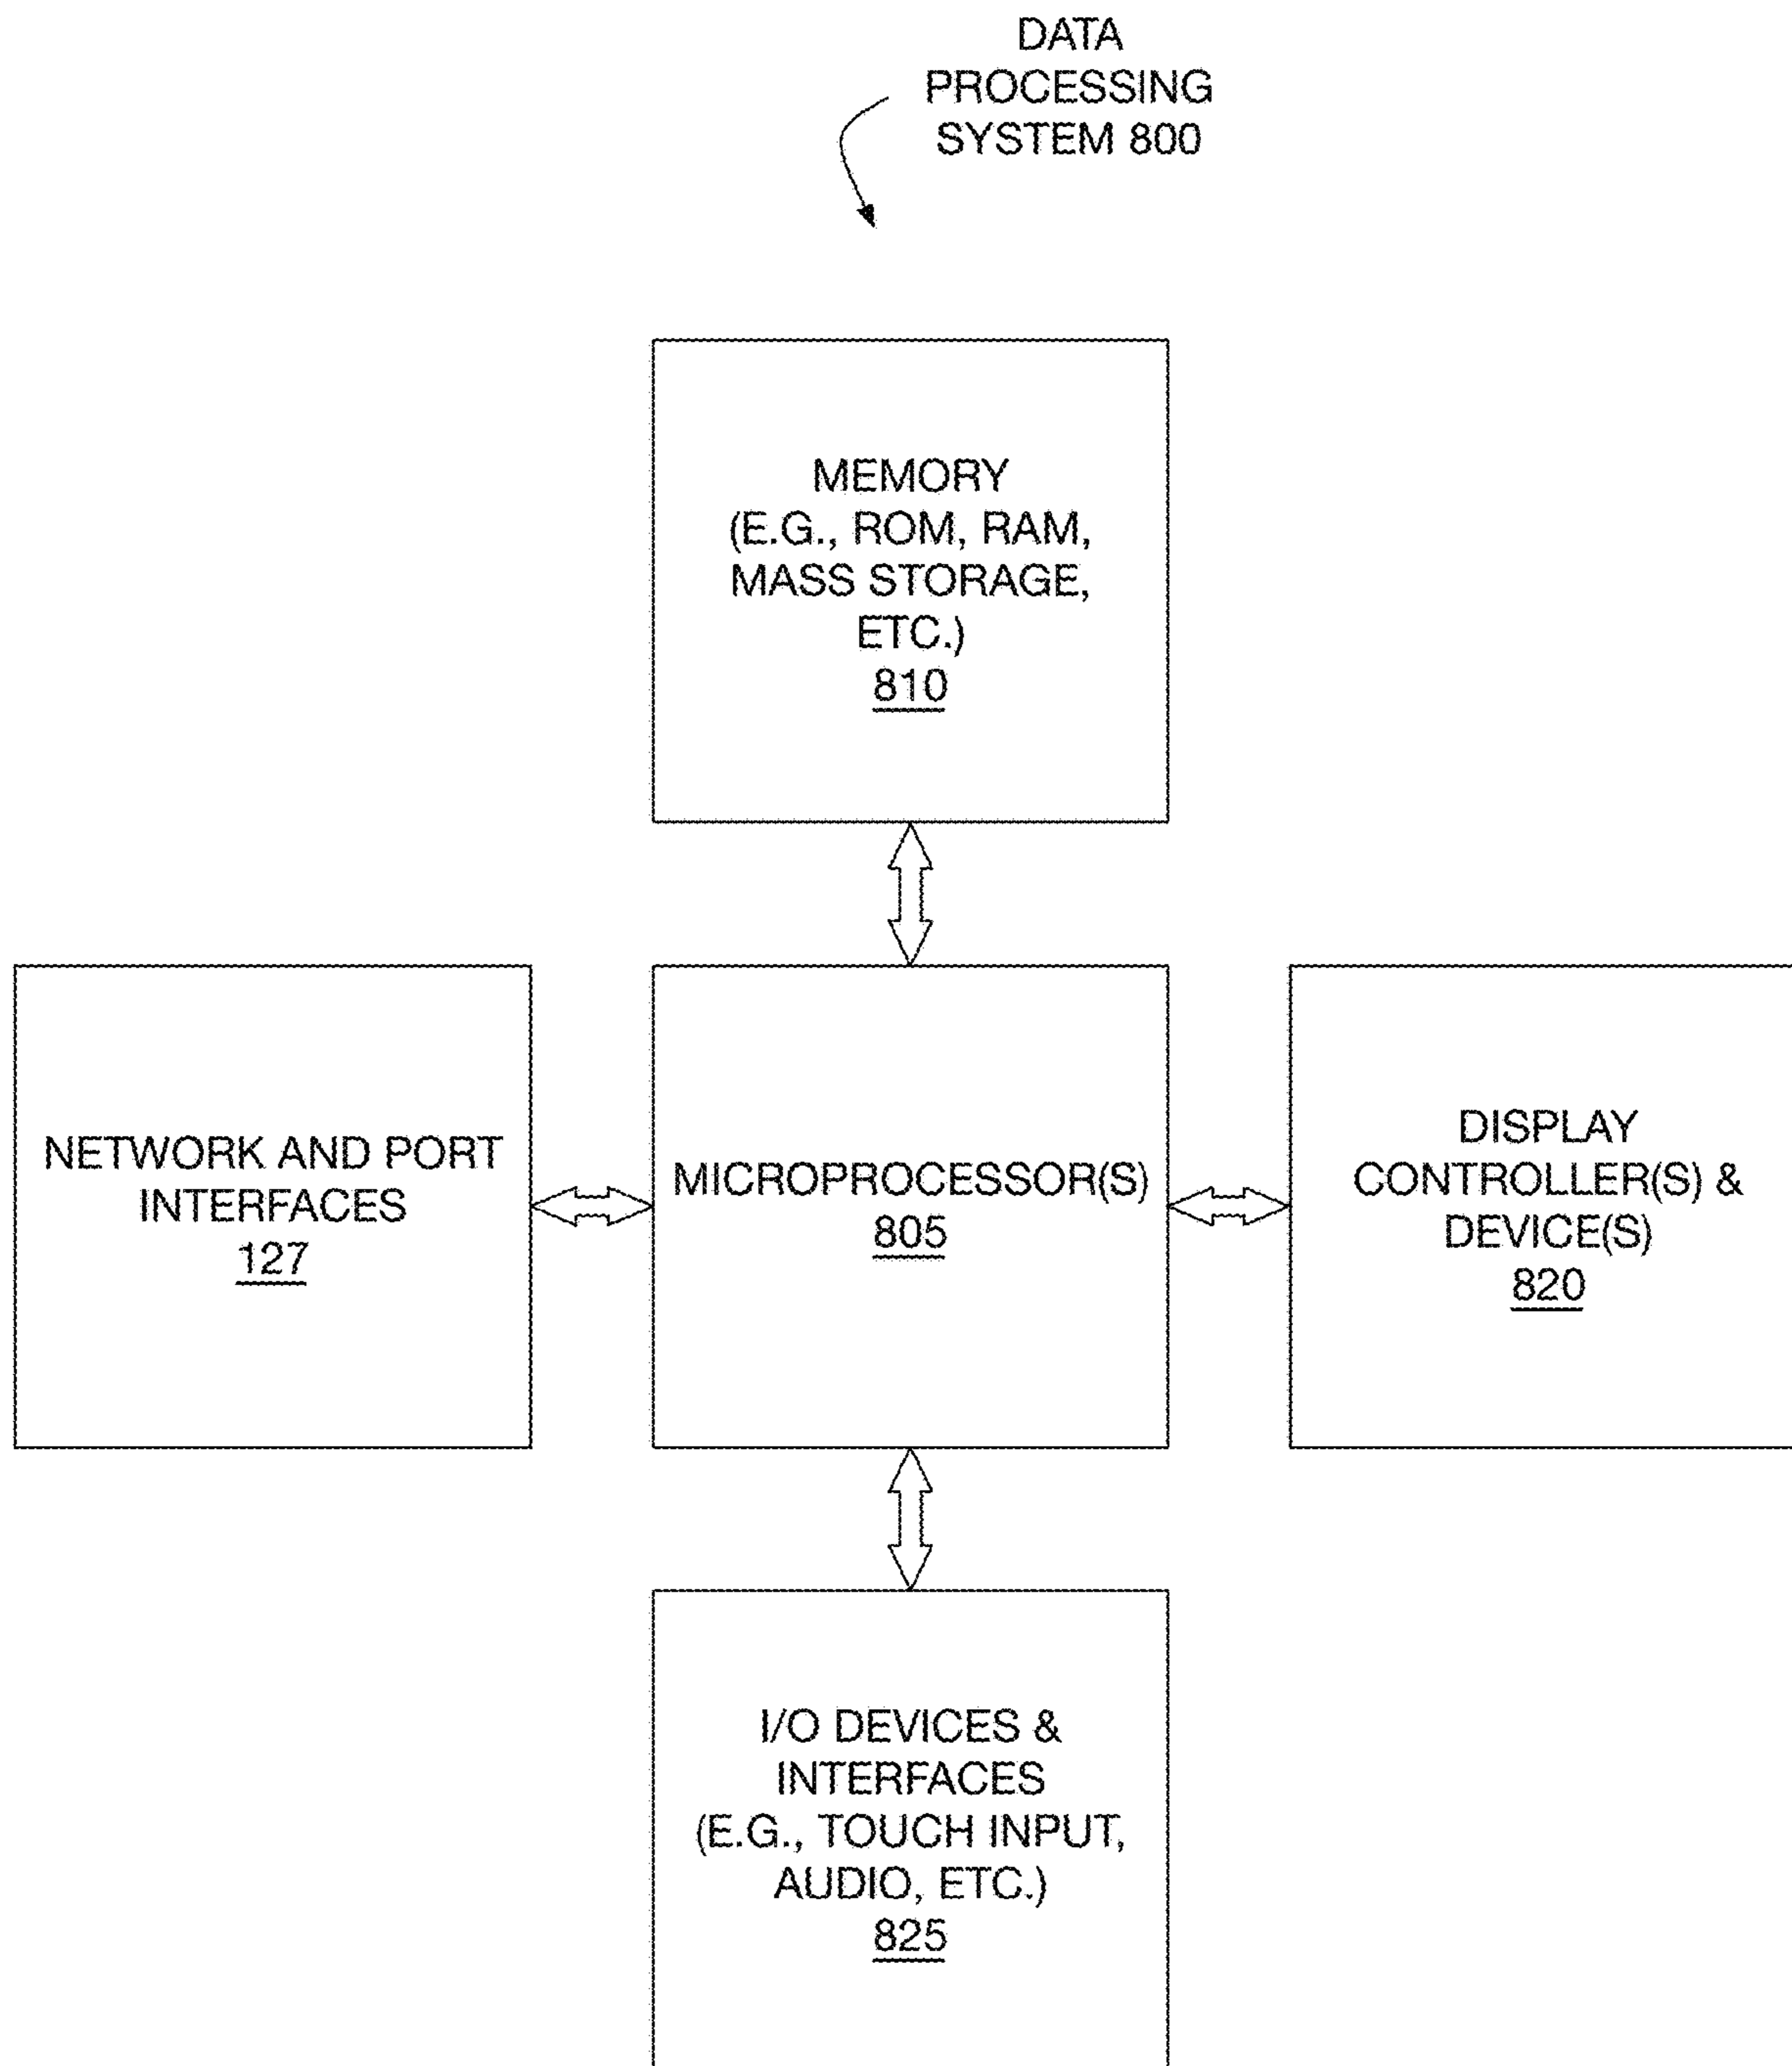 DATA
PROCESSING
SYSTEM 800
MEMORY
(E.G., ROM, RAM,
MASS STORAGE,
ETC.)
810
NETWORK AND PORT
INTERFACES
127
MICROPROCESSOR(S)
805
DISPLAY
CONTROLLER(S) &
DEVICE(S)
820
I/O DEVICES &
INTERFACES
(E.G., TOUCH INPUT,
AUDIO, ETC.)
825